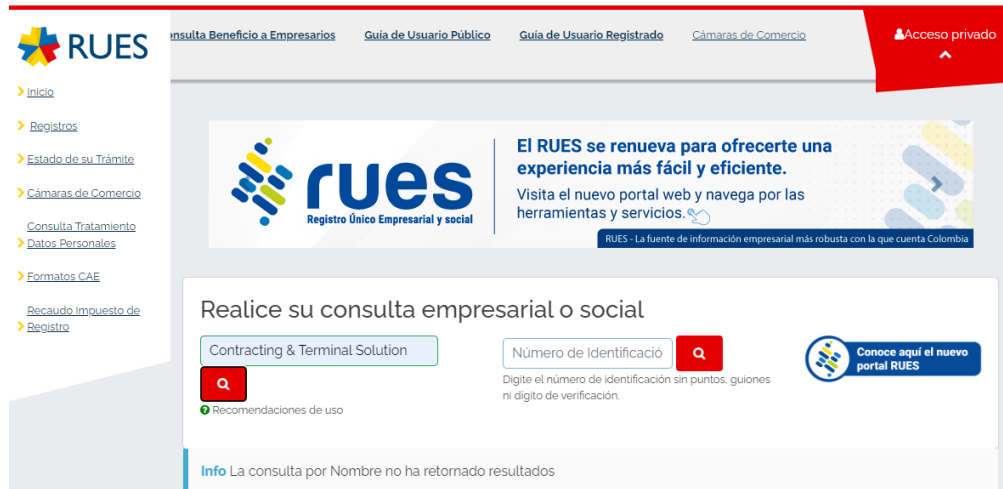 RUES
onsulta Beneficio a Empresarios
Guía de Usuario Público
Guía de Usuario Registrado
Cámaras de Comercio
Acceso privado
Inicio
Registros
Estado de su Trámite
Cámaras de Comercio
Consulta Tratamiento
Datos Personales
Formatos CAE
Recaudo Impuesto de
Registro
rues
Registro Único Empresarial y social
El RUES se renueva para ofrecerte una
experiencia más fácil y eficiente.
Visita el nuevo portal web y navega por las
herramientas y servicios.
RUES - La fuente de información empresarial más robusta con la que cuenta Colombia
Realice su consulta empresarial o social
Contracting & Terminal Solution
Recomendaciones de uso
Número de Identificació
Digite el número de identificación sin puntos, guiones
ni dígito de verificación.
Conoce aquí el nuevo
portal RUES
Info La consulta por Nombre no ha retornado resultados